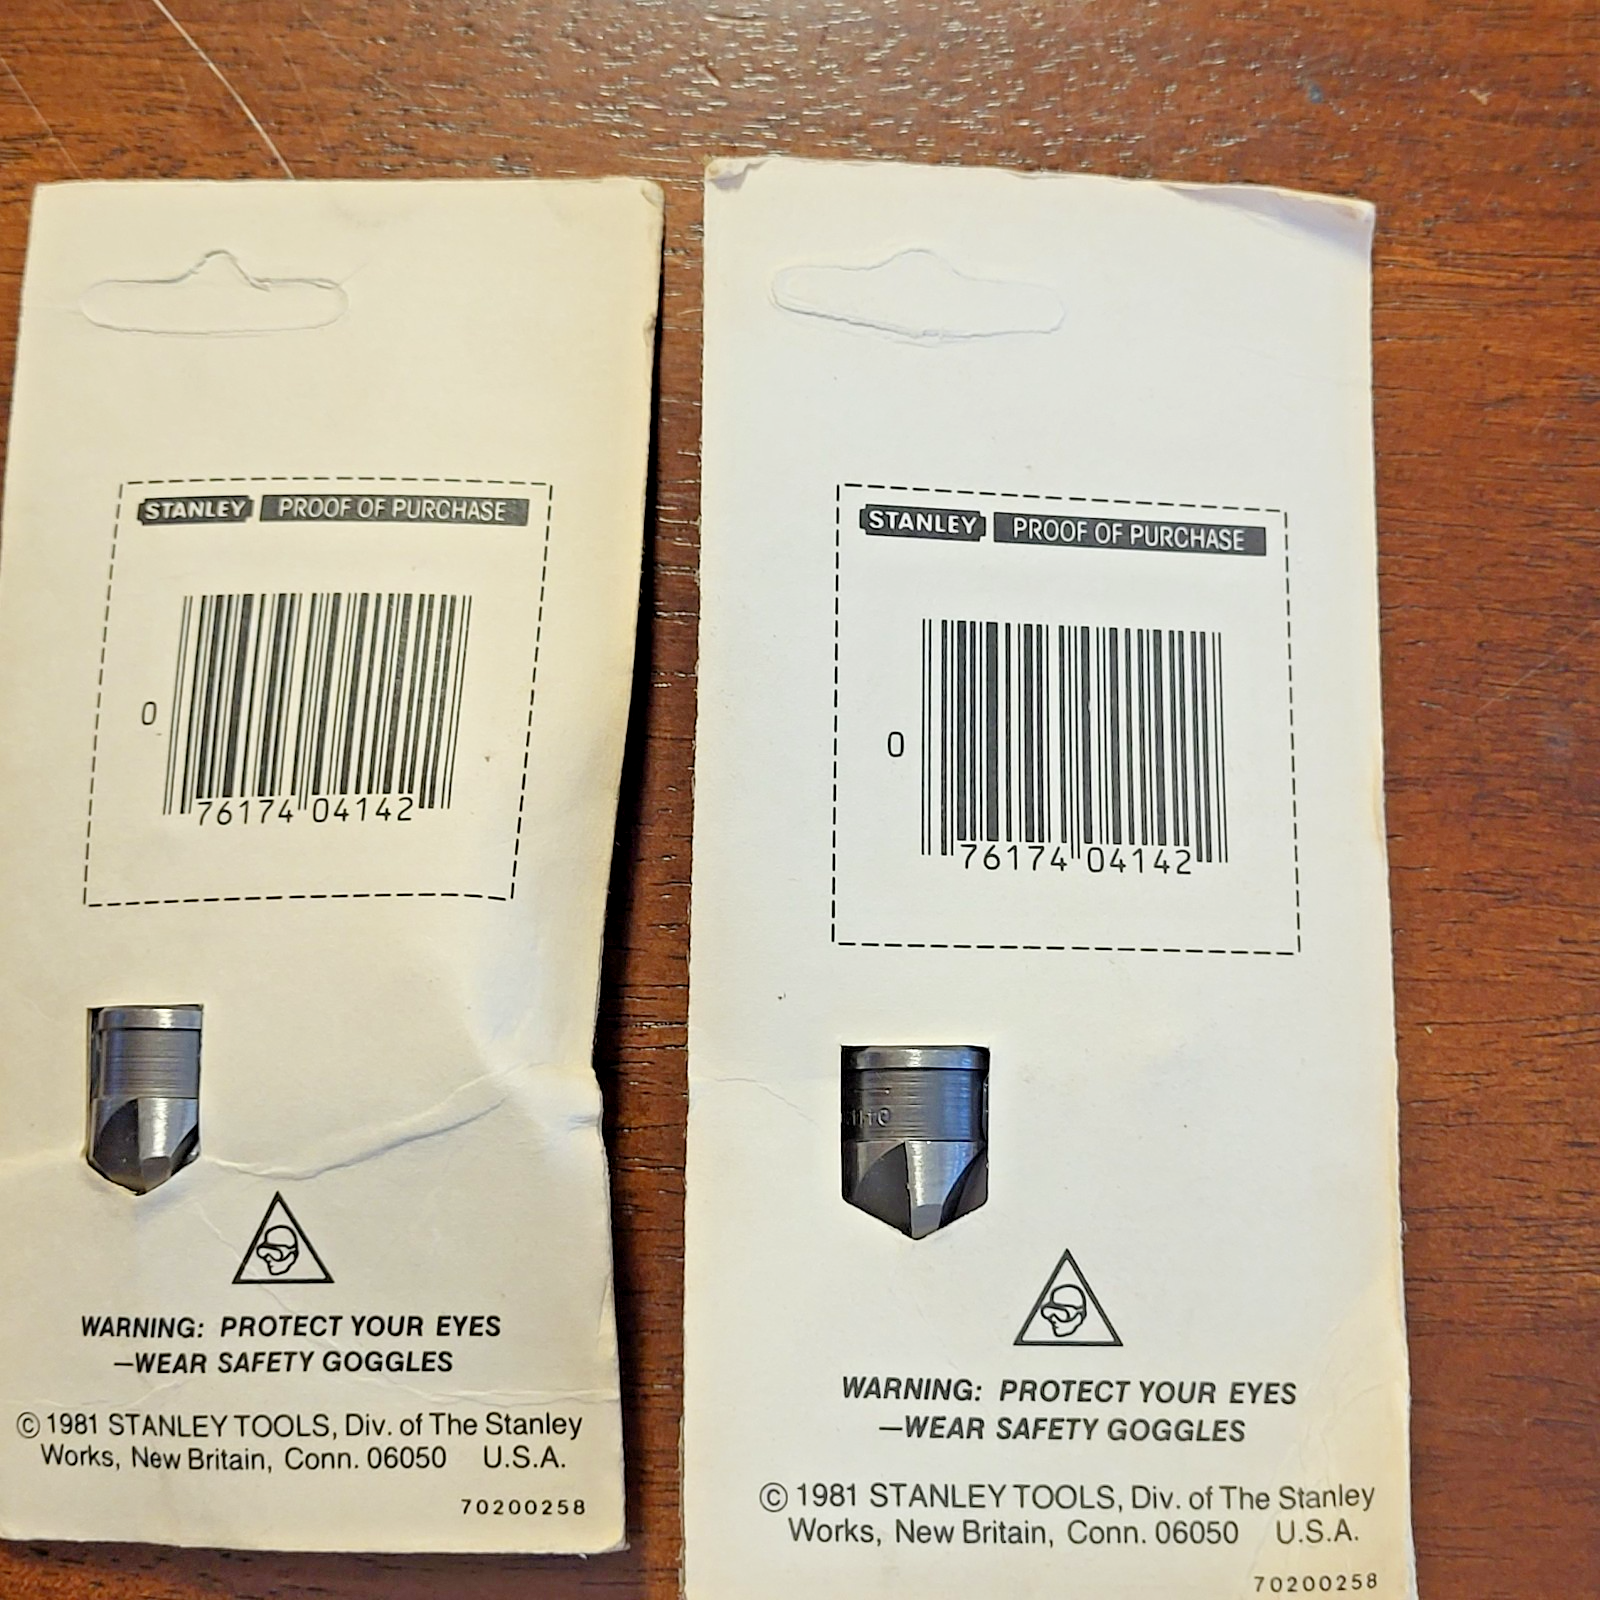 STANLEY PROOF OF PURCHASE
0
76174 04142
WARNING: PROTECT YOUR EYES
—WEAR SAFETY GOGGLES
© 1981 STANLEY TOOLS, Div. of The Stanley
Works, New Britain, Conn. 06050 U.S.A.
70200258
STANLEY PROOF OF PURCHASE
0
76174 04142
WARNING: PROTECT YOUR EYES
—WEAR SAFETY GOGGLES
© 1981 STANLEY TOOLS, Div. of The Stanley
Works, New Britain, Conn. 06050 U.S.A.
70200258